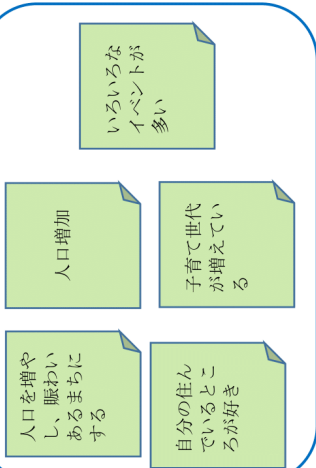 人口を増や
し、賑わい
あるまちに
する
人口増加
いろいろな
イベントが
多い
自分の住ん
でいるとこ
ろが好き
子育て世代
が増えてい
る